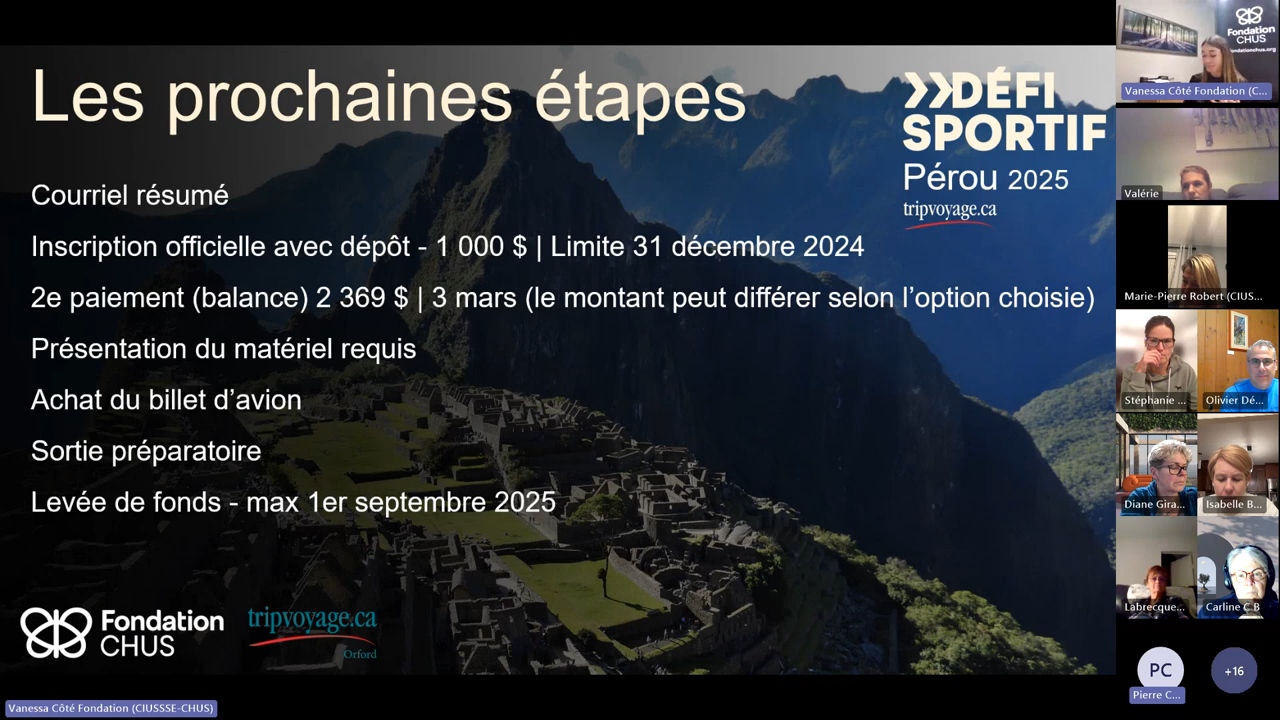 Les prochaines étapes
DÉFI
SPORTIF
Pérou 2025
tripvoyage.ca
Courriel résumé
Inscription officielle avec dépôt - 1 000 $ | Limite 31 décembre 2024
2e paiement (balance) 2 369 $ | 3 mars (le montant peut différer selon l’option choisie)
Présentation du matériel requis
Achat du billet d’avion
Sortie préparatoire
Levée de fonds - max 1er septembre 2025
Fondation
CHUS
tripvoyage.ca
Orford
Vanessa Côté Fondation (CIUSSSE-CHUS)
Fondation
CHUS
fondationchus.org
Vanessa Côté Fondation (C...
Valérie
Marie-Pierre Robert (CIUS...
Stéphanie ...
Olivier Dé...
Diane Gira...
Isabelle B...
Labrecque...
Carline C B
PC
Pierre C...
+16